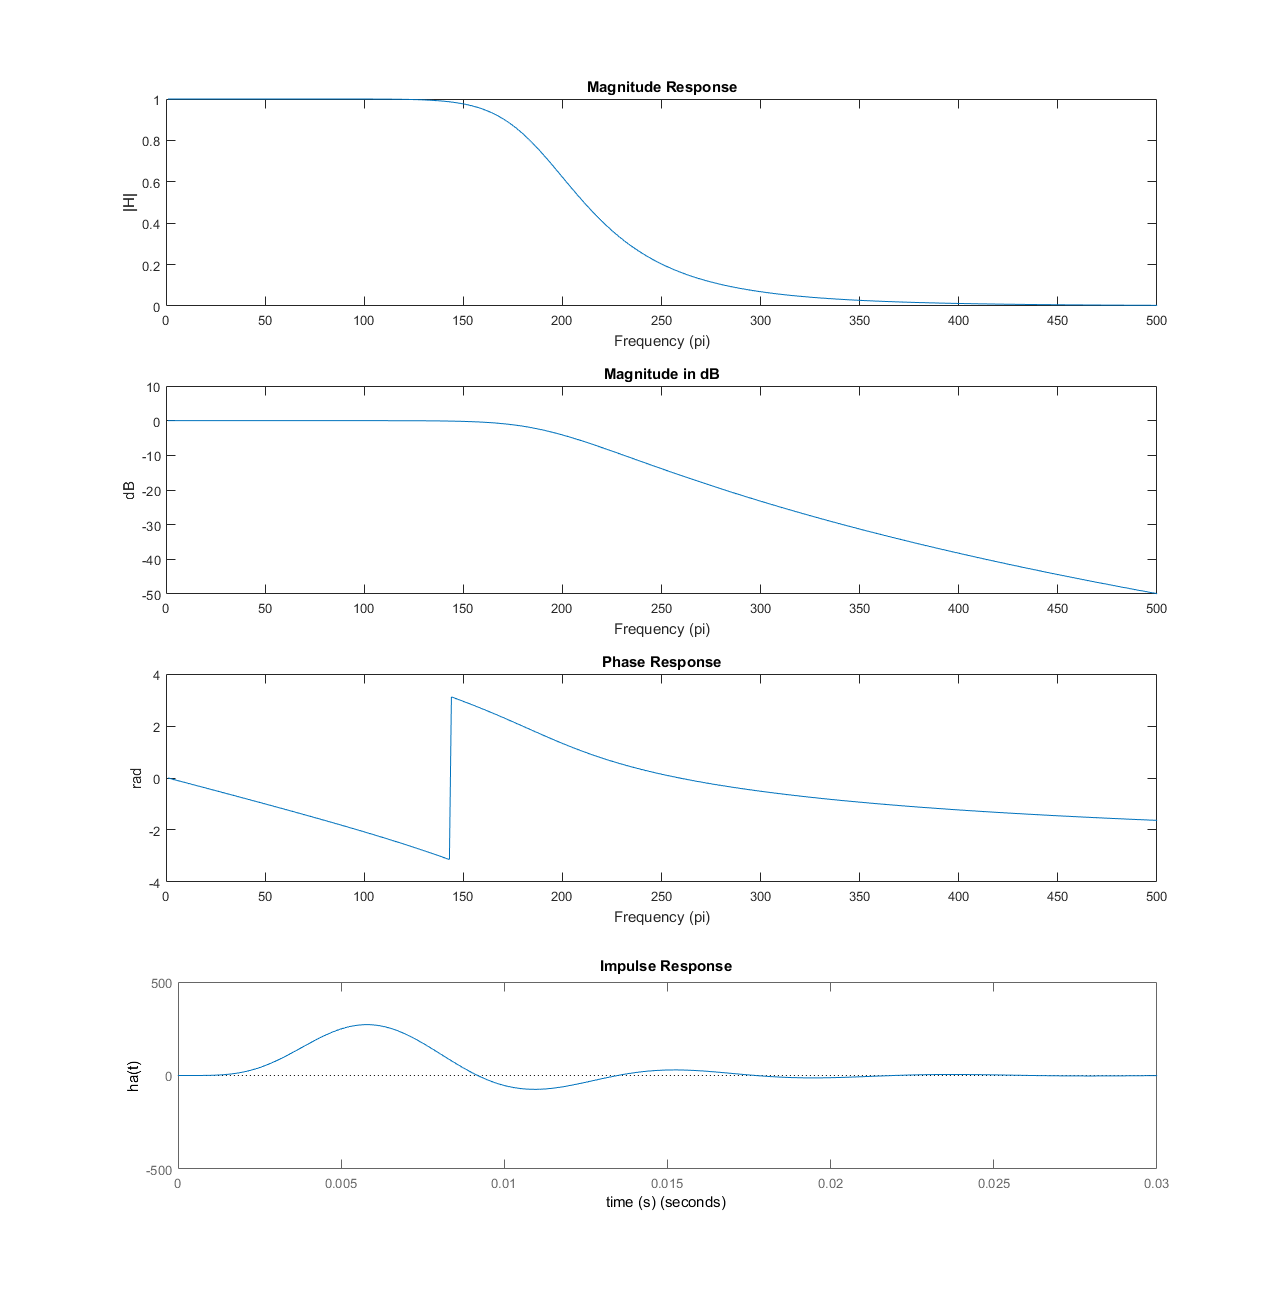 Magnitude Response
1
0.8
0.6
0.4
0.2
0
|H|
0 50 100 150 200 250 300 350 400 450 500
Frequency (pi)
Magnitude in dB
10
0
-10
-20
-30
-40
-50
dB
0 50 100 150 200 250 300 350 400 450 500
Frequency (pi)
Phase Response
4
2
0
-2
-4
rad
0 50 100 150 200 250 300 350 400 450 500
Frequency (pi)
Impulse Response
500
0
-500
ha(t)
0 0.005 0.01 0.015 0.02 0.025 0.03
time (s) (seconds)